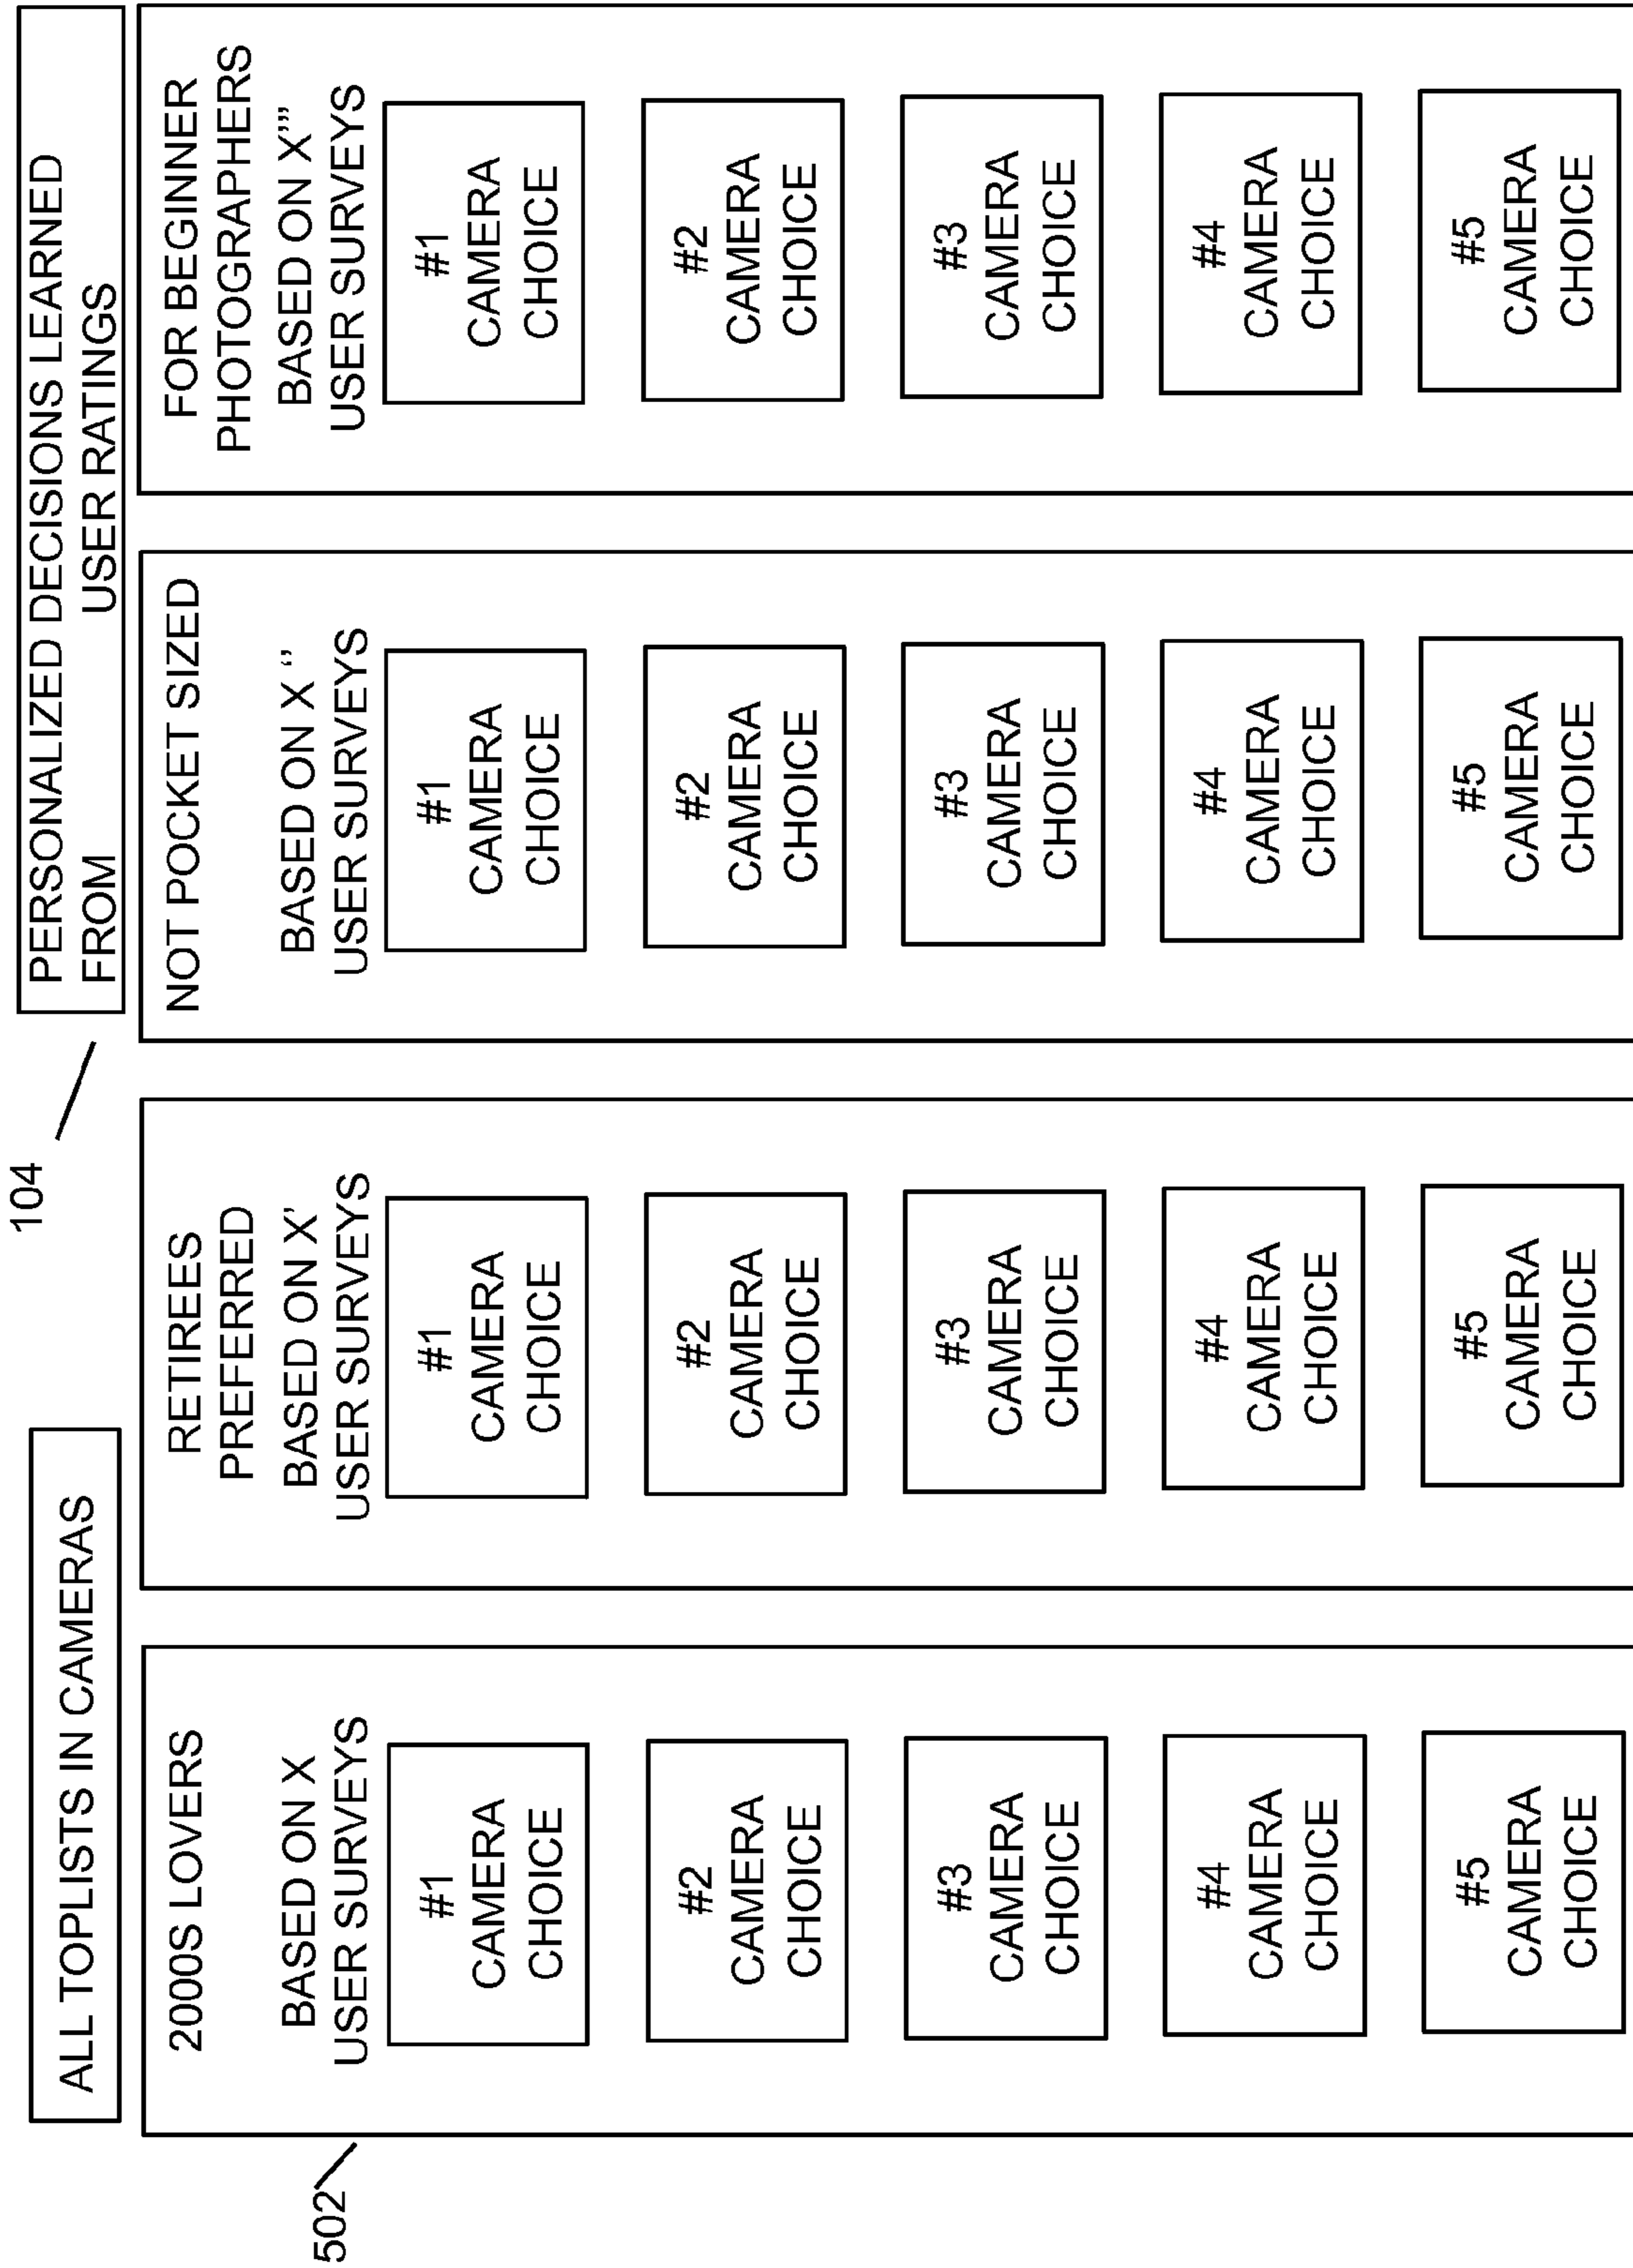 104
ALL TOPLISTS IN CAMERAS
PERSONALIZED DECISIONS LEARNED
FROM USER RATINGS
502
2000S LOVERS
BASED ON X
USER SURVEYS
#1
CAMERA
CHOICE
#2
CAMERA
CHOICE
#3
CAMERA
CHOICE
#4
CAMERA
CHOICE
#5
CAMERA
CHOICE
RETIREES
PREFERRED
BASED ON X'
USER SURVEYS
#1
CAMERA
CHOICE
#2
CAMERA
CHOICE
#3
CAMERA
CHOICE
#4
CAMERA
CHOICE
#5
CAMERA
CHOICE
NOT POCKET SIZED
BASED ON X ‘’
USER SURVEYS
#1
CAMERA
CHOICE
#2
CAMERA
CHOICE
#3
CAMERA
CHOICE
#4
CAMERA
CHOICE
#5
CAMERA
CHOICE
FOR BEGINNER
PHOTOGRAPHERS
BASED ON X'’’
USER SURVEYS
#1
CAMERA
CHOICE
#2
CAMERA
CHOICE
#3
CAMERA
CHOICE
#4
CAMERA
CHOICE
#5
CAMERA
CHOICE